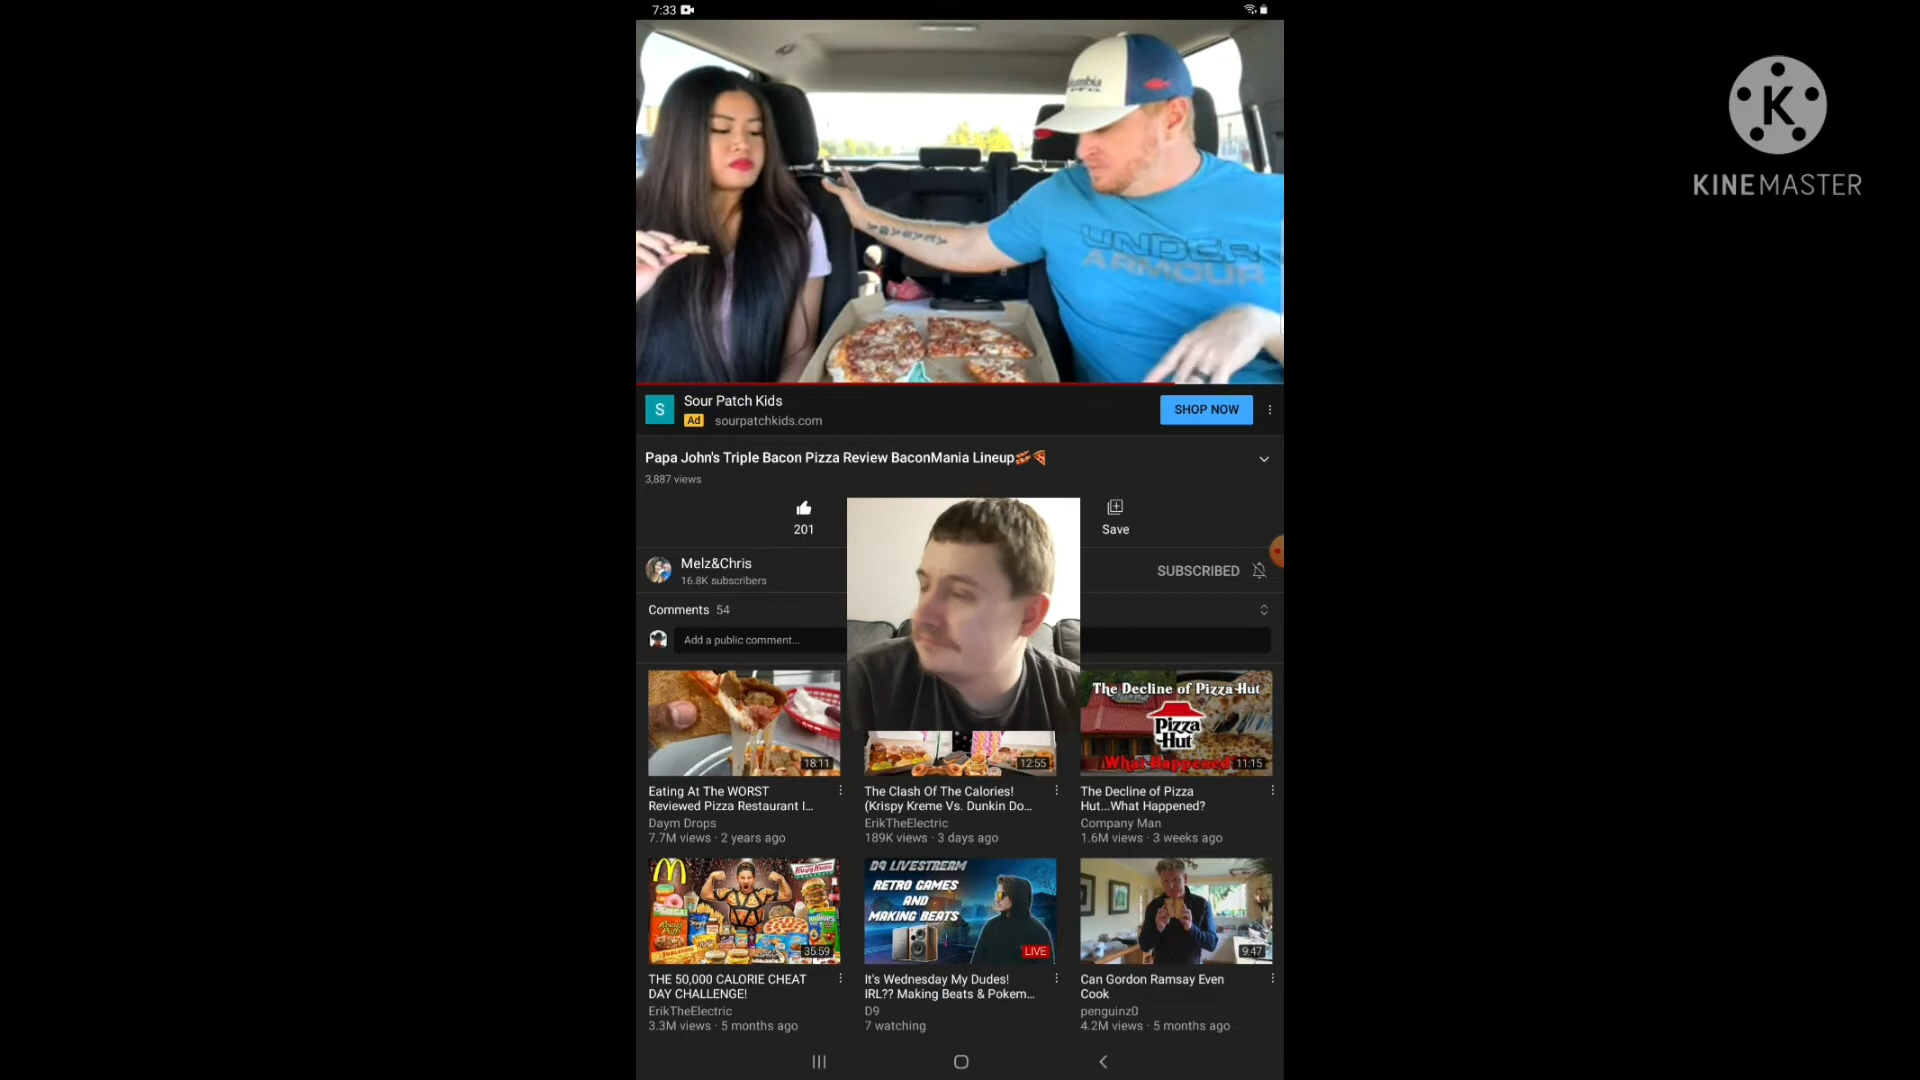 7:33
KINEMASTER
K
UNDER
ARMOUR
S
Sour Patch Kids
Ad sourpatchkids.com
SHOP NOW
Papa John's Triple Bacon Pizza Review BaconMania Lineup🥓🍕
3,887 views
201
Save
Melz&Chris
16.8K subscribers
SUBSCRIBED
Comments 54
Add a public comment...
18:11
12:55
The Decline of Pizza Hut
Pizza
Hut
What Happened?
11:15
Eating At The WORST
Reviewed Pizza Restaurant I...
Daym Drops
7.7M views · 2 years ago
The Clash Of The Calories!
(Krispy Kreme Vs. Dunkin Do...
ErikTheElectric
189K views · 3 days ago
The Decline of Pizza
Hut...What Happened?
Company Man
1.6M views · 3 weeks ago
35:59
D9 LIVESTREAM
RETRO GAMES
AND
MAKING BEATS
LIVE
9:47
THE 50,000 CALORIE CHEAT
DAY CHALLENGE!
ErikTheElectric
3.3M views · 5 months ago
It's Wednesday My Dudes!
IRL?? Making Beats & Pokem...
D9
7 watching
Can Gordon Ramsay Even
Cook
penguinz0
4.2M views · 5 months ago